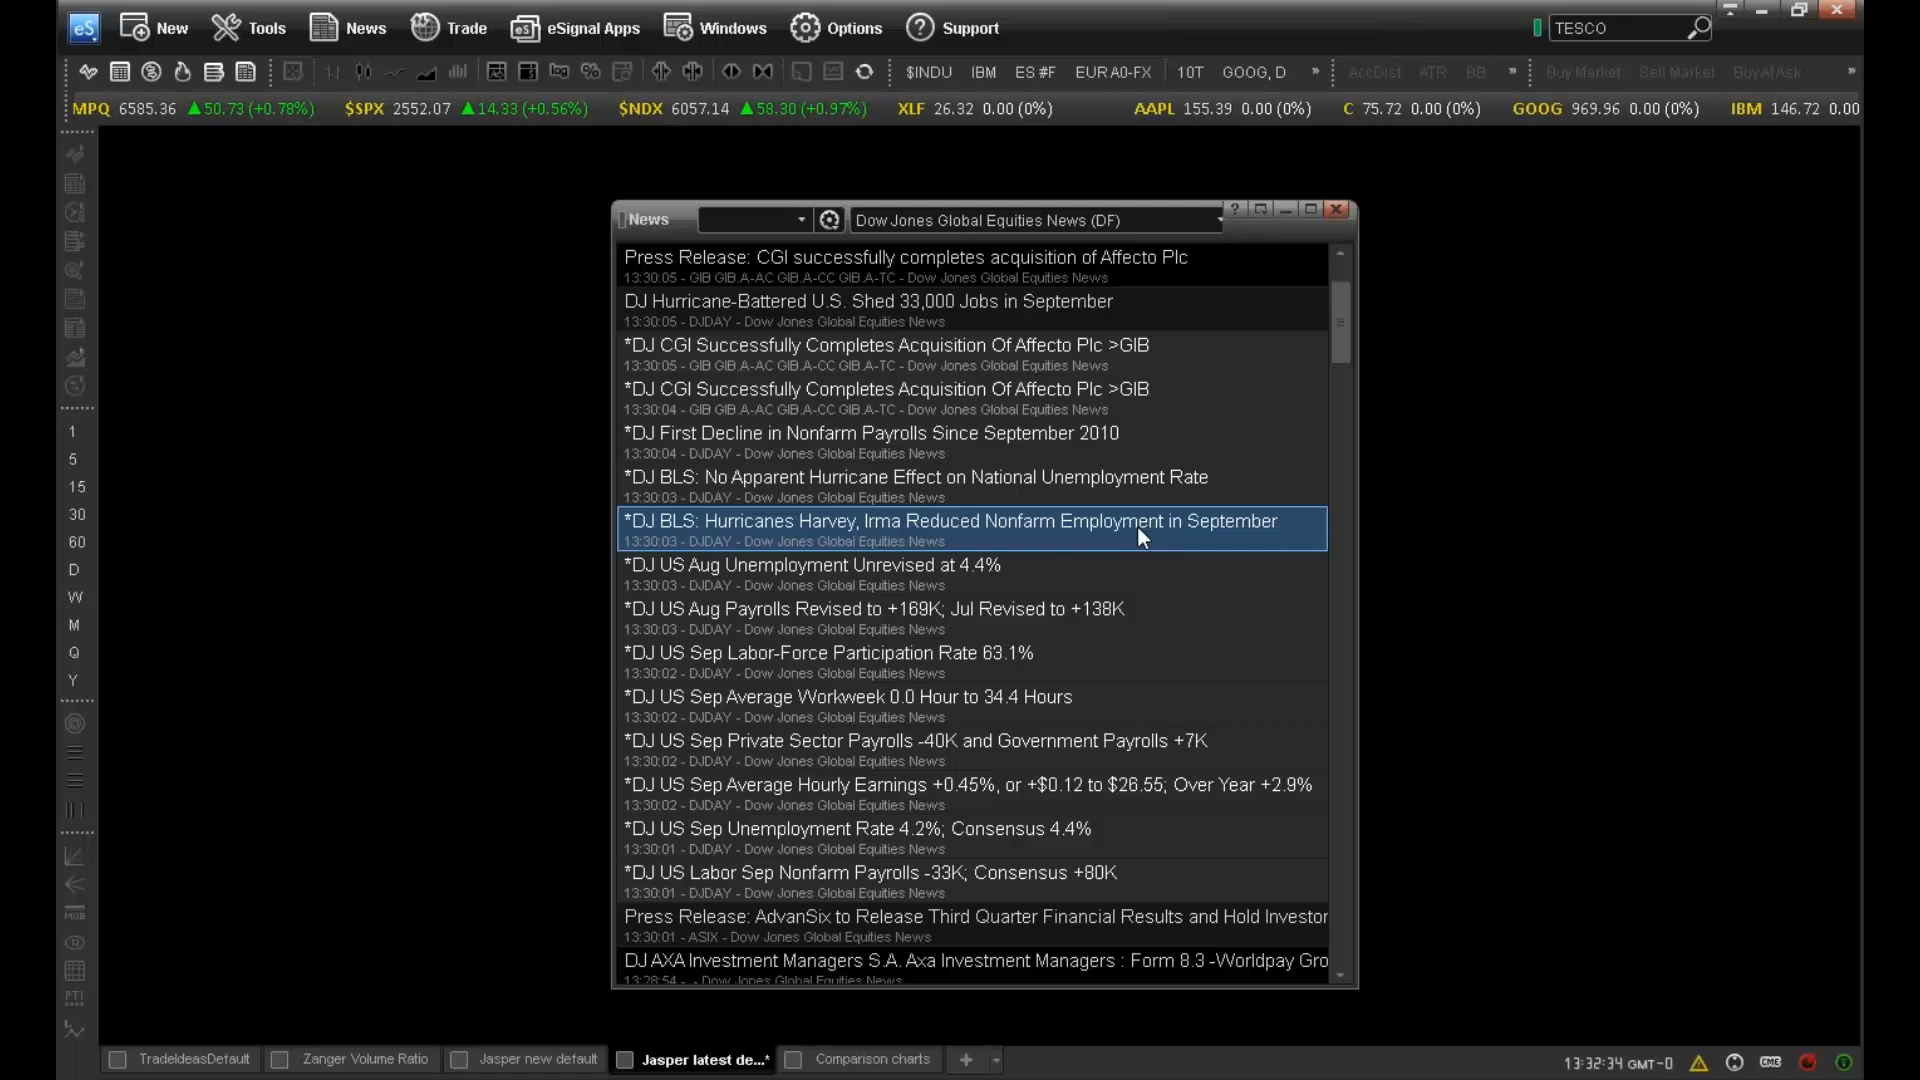 eS New Tools News Trade eSignal Apps Windows Options Support TESCO
$INDU IBM ES #F EUR A0-FX 10T GOOG, D » AccDist ATR BB » Buy Market Sell Market Buy At Ask »
MPQ 6585.36 ▲50.73 (+0.78%) $SPX 2552.07 ▲14.33 (+0.56%) $NDX 6057.14 ▲58.30 (+0.97%) XLF 26.32 0.00 (0%) AAPL 155.39 0.00 (0%) C 75.72 0.00 (0%) GOOG 969.96 0.00 (0%) IBM 146.72 0.00
News Dow Jones Global Equities News (DF)
Press Release: CGI successfully completes acquisition of Affecto Plc
13:30:05 - GIB GIB.A-AC GIB.A-CC GIB.A-TC - Dow Jones Global Equities News
DJ Hurricane-Battered U.S. Shed 33,000 Jobs in September
13:30:05 - DJDAY - Dow Jones Global Equities News
*DJ CGI Successfully Completes Acquisition Of Affecto Plc >GIB
13:30:05 - GIB GIB.A-AC GIB.A-CC GIB.A-TC - Dow Jones Global Equities News
*DJ CGI Successfully Completes Acquisition Of Affecto Plc >GIB
13:30:04 - GIB GIB.A-AC GIB.A-CC GIB.A-TC - Dow Jones Global Equities News
*DJ First Decline in Nonfarm Payrolls Since September 2010
13:30:04 - DJDAY - Dow Jones Global Equities News
*DJ BLS: No Apparent Hurricane Effect on National Unemployment Rate
13:30:03 - DJDAY - Dow Jones Global Equities News
*DJ BLS: Hurricanes Harvey, Irma Reduced Nonfarm Employment in September
13:30:03 - DJDAY - Dow Jones Global Equities News
*DJ US Aug Unemployment Unrevised at 4.4%
13:30:03 - DJDAY - Dow Jones Global Equities News
*DJ US Aug Payrolls Revised to +169K; Jul Revised to +138K
13:30:03 - DJDAY - Dow Jones Global Equities News
*DJ US Sep Labor-Force Participation Rate 63.1%
13:30:02 - DJDAY - Dow Jones Global Equities News
*DJ US Sep Average Workweek 0.0 Hour to 34.4 Hours
13:30:02 - DJDAY - Dow Jones Global Equities News
*DJ US Sep Private Sector Payrolls -40K and Government Payrolls +7K
13:30:02 - DJDAY - Dow Jones Global Equities News
*DJ US Sep Average Hourly Earnings +0.45%, or +$0.12 to $26.55; Over Year +2.9%
13:30:02 - DJDAY - Dow Jones Global Equities News
*DJ US Sep Unemployment Rate 4.2%; Consensus 4.4%
13:30:01 - DJDAY - Dow Jones Global Equities News
*DJ US Labor Sep Nonfarm Payrolls -33K; Consensus +80K
13:30:01 - DJDAY - Dow Jones Global Equities News
Press Release: AdvanSix to Release Third Quarter Financial Results and Hold Investor
13:30:01 - ASIX - Dow Jones Global Equities News
DJ AXA Investment Managers S.A. Axa Investment Managers : Form 8.3 -Worldpay Gro
13:28:54 - - Dow Jones Global Equities News
1
5
15
30
60
D
W
M
Q
Y
MOB
R
PTI
TradeIdeasDefault Zanger Volume Ratio Jasper new default Jasper latest de...* Comparison charts + 13:32:34 GMT-0 CME